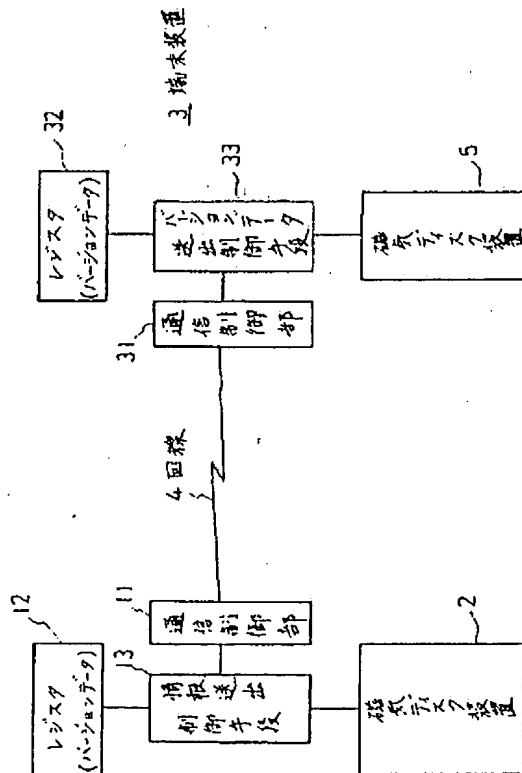 32
レジスタ
(バージョンデータ)
3 端末装置
33
バージョンデータ
送出制御手段
5
磁気ディスク装置
31
通信制御部
4 回線
12
レジスタ
(バージョンデータ)
11
通信制御部
13
情報送出
制御手段
2
磁気ディスク装置